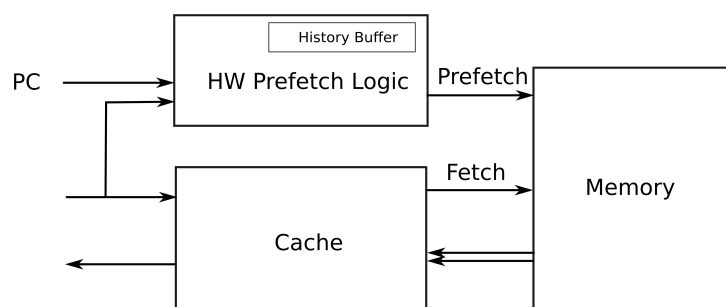 History Buffer
PC
HW Prefetch Logic
Prefetch
Fetch
Memory
Cache